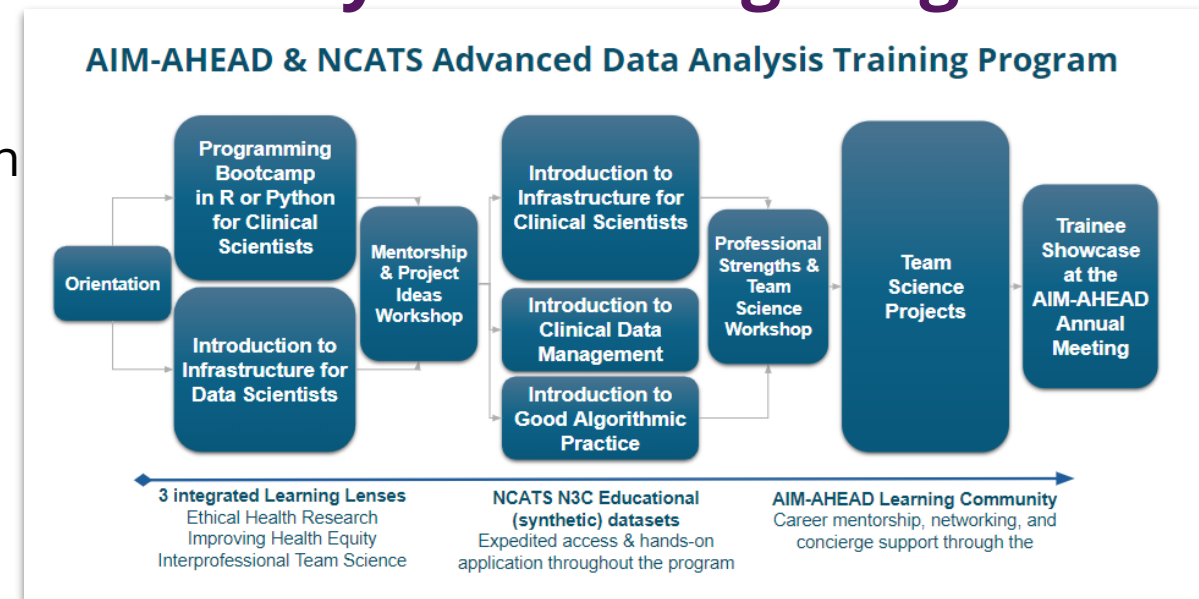 AIM-AHEAD & NCATS Advanced Data Analysis Training Program
Orientation
Programming
Bootcamp
in R or Python
for Clinical
Scientists
Introduction to
Infrastructure for
Data Scientists
Mentorship
& Project
Ideas
Workshop
Introduction to
Infrastructure for
Clinical Scientists
Introduction to
Clinical Data
Management
Introduction to
Good Algorithmic
Practice
Professional
Strengths &
Team
Science
Workshop
Team
Science
Projects
Trainee
Showcase
at the
AIM-AHEAD
Annual
Meeting
3 integrated Learning Lenses
Ethical Health Research
Improving Health Equity
Interprofessional Team Science
NCATS N3C Educational
(synthetic) datasets
Expedited access & hands-on
application throughout the program
AIM-AHEAD Learning Community
Career mentorship, networking, and
concierge support through the